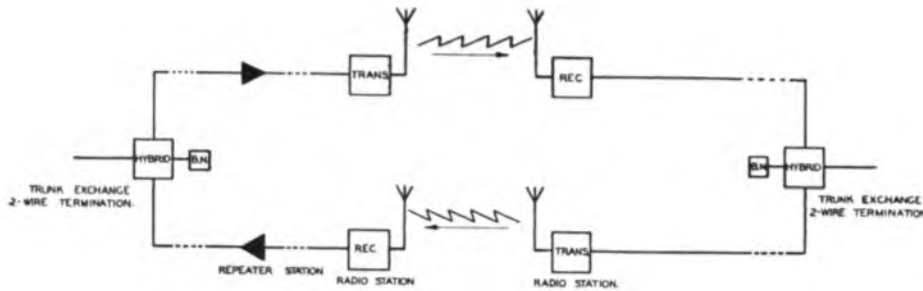 TRANS.
REC.
HYBRID
B.N.
B.N.
HYBRID
TRUNK EXCHANGE
2-WIRE TERMINATION.
TRUNK EXCHANGE
2-WIRE TERMINATION
REC.
TRANS.
REPEATER STATION
RADIO STATION
RADIO STATION.